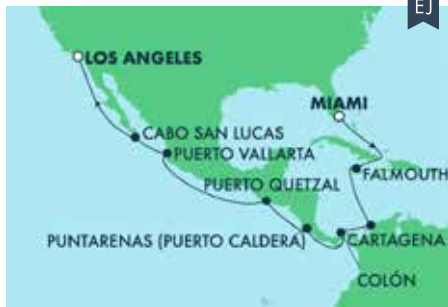 EJ
LOS ANGELES
MIAMI
CABO SAN LUCAS
PUERTO VALLARTA
FALMOUTH
PUERTO QUETZAL
PUNTARENAS (PUERTO CALDERA)
CARTAGENA
COLÓN